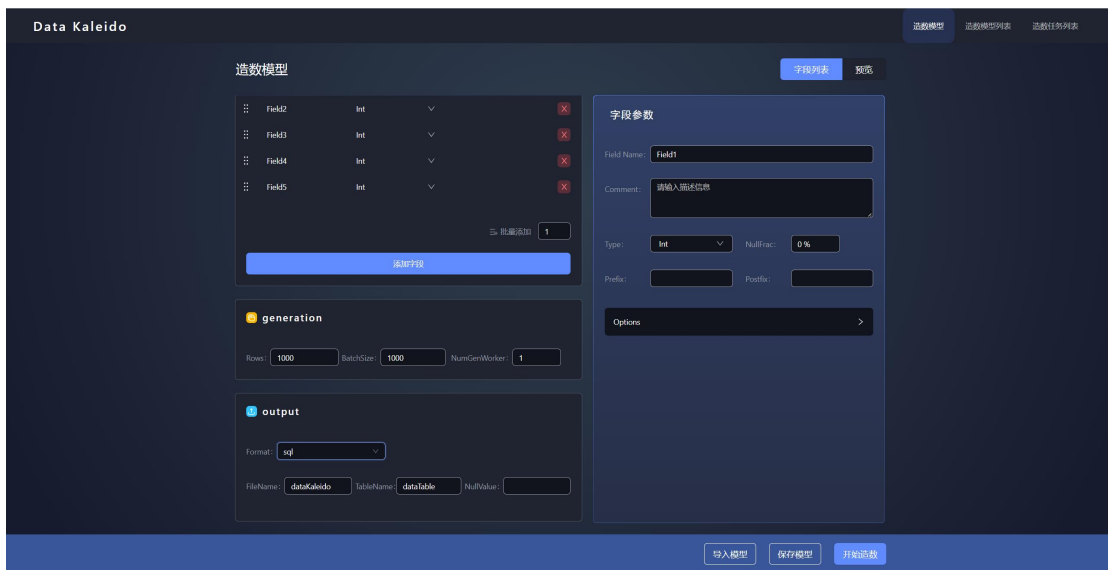 Data Kaleido
造数模型 造数模型列表 造数任务列表
造数模型
字段列表 预览
Field2 Int X
Field3 Int X
Field4 Int X
Field5 Int X
批量添加 1
添加字段
generation
Rows: 1000 BatchSize: 1000 NumGenWorker: 1
output
Format: sql
FileName: dataKaleido TableName: dataTable NullValue:
字段参数
Field Name: Field1
Comment: 请输入描述信息
Type: Int NullFrac: 0 %
Prefix: Postfix:
Options
导入模型 保存模型 开始造数